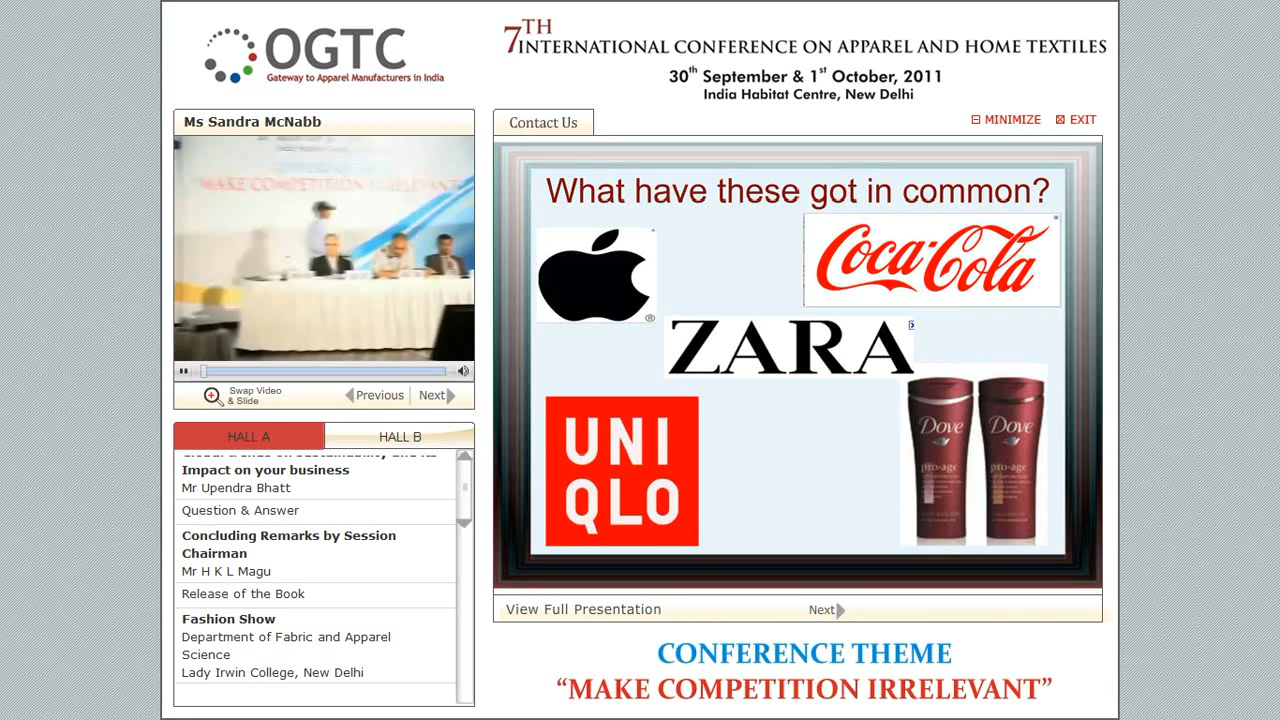 OGTC
Gateway to Apparel Manufacturers in India
7TH INTERNATIONAL CONFERENCE ON APPAREL AND HOME TEXTILES
30th September & 1st October, 2011
India Habitat Centre, New Delhi
Ms Sandra McNabb
MAKE COMPETITION IRRELEVANT
Swap Video
& Slide
Previous
Next
HALL A
HALL B
Impact on your business
Mr Upendra Bhatt
Question & Answer
Concluding Remarks by Session
Chairman
Mr H K L Magu
Release of the Book
Fashion Show
Department of Fabric and Apparel
Science
Lady Irwin College, New Delhi
Contact Us
MINIMIZE
EXIT
What have these got in common?
®
Coca-Cola
ZARA
UNI
QLO
Dove
pro·age
Dove
pro·age
View Full Presentation
Next
CONFERENCE THEME
“MAKE COMPETITION IRRELEVANT”